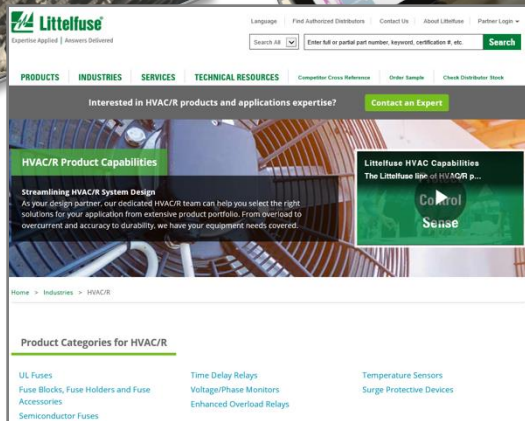 Littelfuse®
Expertise Applied | Answers Delivered
Language Find Authorized Distributors Contact Us About Littelfuse Partner Login
Search All Enter full or partial part number, keyword, certification #, etc. Search
PRODUCTS INDUSTRIES SERVICES TECHNICAL RESOURCES Competitor Cross Reference Order Sample Check Distributor Stock
Interested in HVAC/R products and applications expertise? Contact an Expert
HVAC/R Product Capabilities
Streamlining HVAC/R System Design
As your design partner, our dedicated HVAC/R team can help you select the right
solutions for your application from extensive product portfolio. From overload to
overcurrent and accuracy to durability, we have your equipment needs covered.
Littelfuse HVAC Capabilities
The Littelfuse line of HVAC/R p...
Control
Sense
Home > Industries > HVAC/R
Product Categories for HVAC/R
UL Fuses
Fuse Blocks, Fuse Holders and Fuse
Accessories
Semiconductor Fuses
Time Delay Relays
Voltage/Phase Monitors
Enhanced Overload Relays
Temperature Sensors
Surge Protective Devices